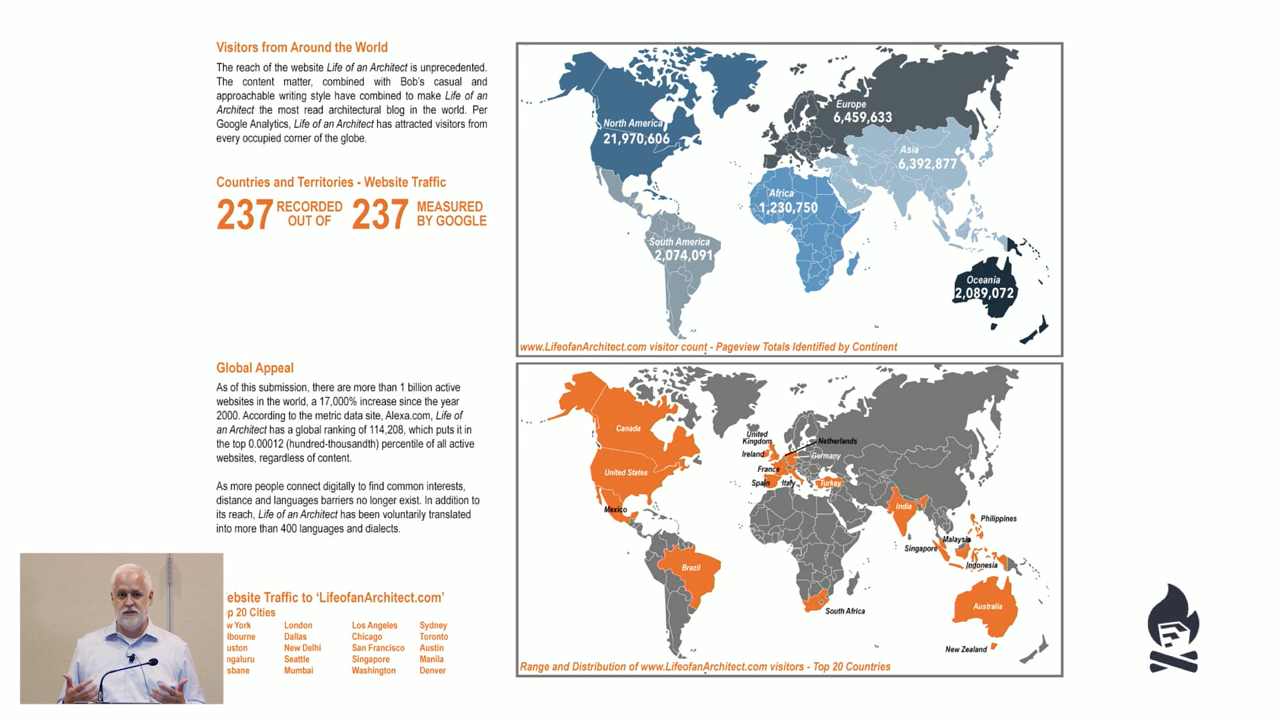 Visitors from Around the World
The reach of the website Life of an Architect is unprecedented.
The content matter, combined with Bob's casual and
approachable writing style have combined to make Life of an
Architect the most read architectural blog in the world. Per
Google Analytics, Life of an Architect has attracted visitors from
every occupied corner of the globe.
Countries and Territories - Website Traffic
237 RECORDED OUT OF 237 MEASURED BY GOOGLE
North America
21,970,606
Europe
6,459,633
Asia
6,392,877
Africa
1,230,750
South America
2,074,091
Oceania
2,089,072
www.LifeofanArchitect.com visitor count - Pageview Totals Identified by Continent
Global Appeal
As of this submission, there are more than 1 billion active
websites in the world, a 17,000% increase since the year
2000. According to the metric data site, Alexa.com, Life of
an Architect has a global ranking of 114,208, which puts it in
the top 0.00012 (hundred-thousandth) percentile of all active
websites, regardless of content.
As more people connect digitally to find common interests,
distance and languages barriers no longer exist. In addition to
its reach, Life of an Architect has been voluntarily translated
into more than 400 languages and dialects.
ebsite Traffic to 'LifeofanArchitect.com'
p 20 Cities
w York London Los Angeles Sydney
lbourne Dallas Chicago Toronto
uston New Delhi San Francisco Austin
ngaluru Seattle Singapore Manila
sbane Mumbai Washington Denver
Canada
United States
Mexico
Brazil
United
Kingdom
Ireland
Netherlands
Germany
France
Spain
Italy
Turkey
India
Philippines
Malaysia
Singapore
Indonesia
South Africa
Australia
New Zealand
Range and Distribution of www.LifeofanArchitect.com visitors - Top 20 Countries